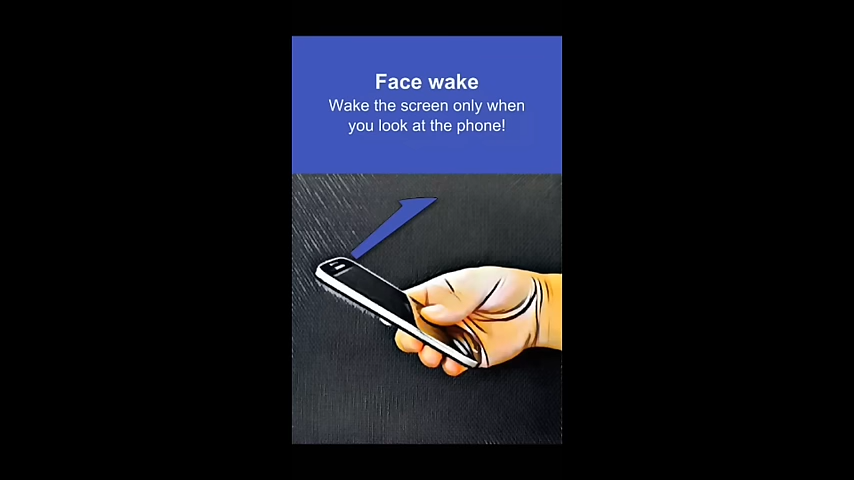 Face wake
Wake the screen only when
you look at the phone!